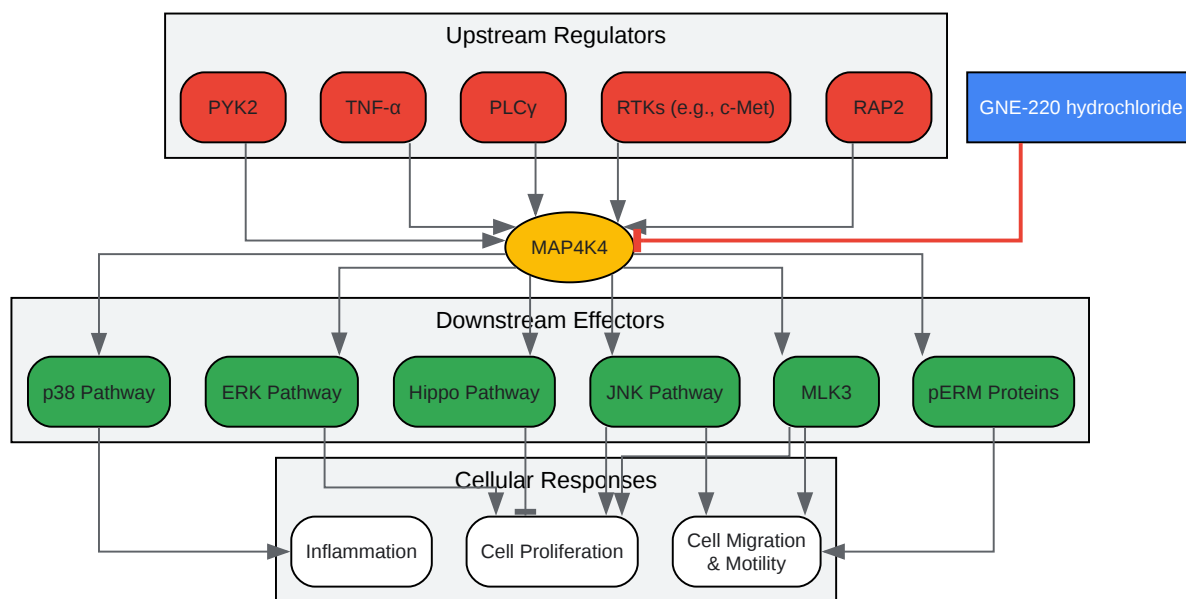 Upstream Regulators
PYK2
TNF-α
PLCγ
RTKs (e.g., c-Met)
RAP2
GNE-220 hydrochloride
MAP4K4
Downstream Effectors
p38 Pathway
ERK Pathway
Hippo Pathway
JNK Pathway
MLK3
pERM Proteins
Cellular Responses
Inflammation
Cell Proliferation
Cell Migration
& Motility